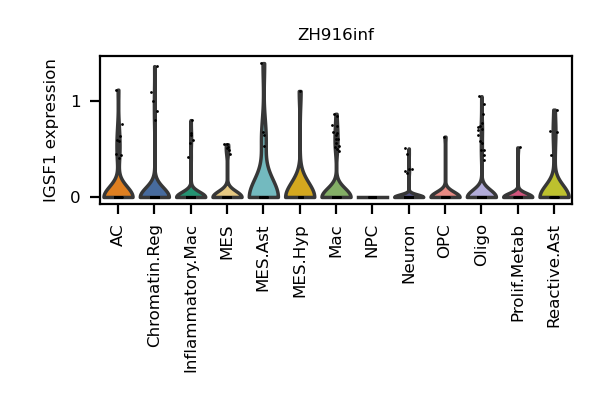 ZH916inf
IGSF1 expression
1
0
AC
Chromatin.Reg
Inflammatory.Mac
MES
MES.Ast
MES.Hyp
Mac
NPC
Neuron
OPC
Oligo
Prolif.Metab
Reactive.Ast